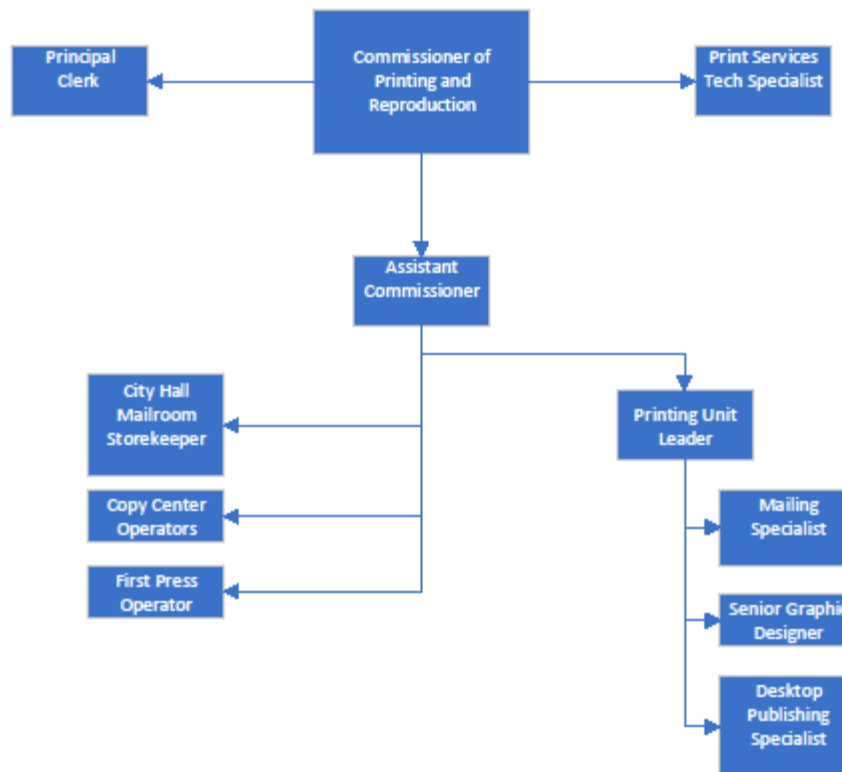 Principal
Clerk
Commissioner of
Printing and
Reproduction
Print Services
Tech Specialist
Assistant
Commissioner
City Hall
Mailroom
Storekeeper
Printing Unit
Leader
Copy Center
Operators
Mailing
Specialist
First Press
Operator
Senior Graphic
Designer
Desktop
Publishing
Specialist